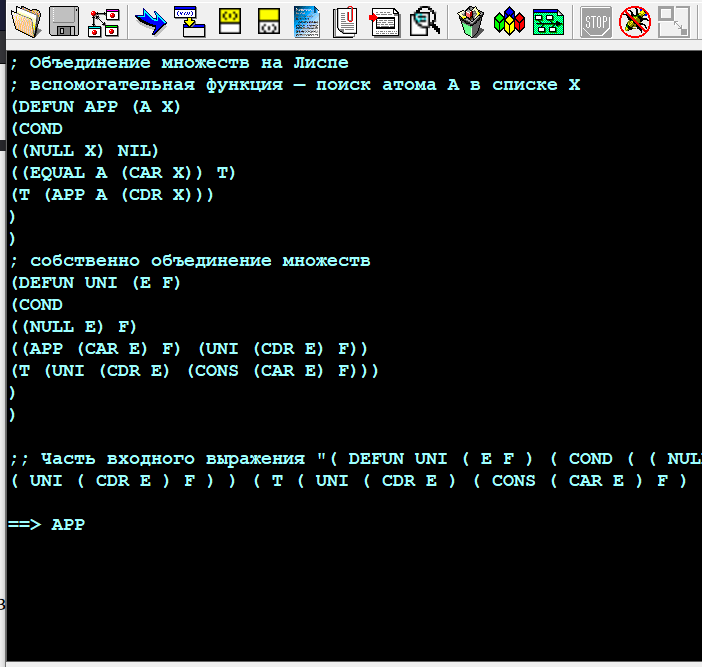 ; Объединение множеств на Лиспе
; вспомогательная функция – поиск атома A в списке X
(DEFUN APP (A X)
(COND
((NULL X) NIL)
((EQUAL A (CAR X)) T)
(T (APP A (CDR X)))
)
)
; собственно объединение множеств
(DEFUN UNI (E F)
(COND
((NULL E) F)
((APP (CAR E) F) (UNI (CDR E) F))
(T (UNI (CDR E) (CONS (CAR E) F)))
)
)
;; Часть входного выражения "( DEFUN UNI ( E F ) ( COND ( ( NUL
( UNI ( CDR E ) F ) ) ( T ( UNI ( CDR E ) ( CONS ( CAR E ) F )
==> APP